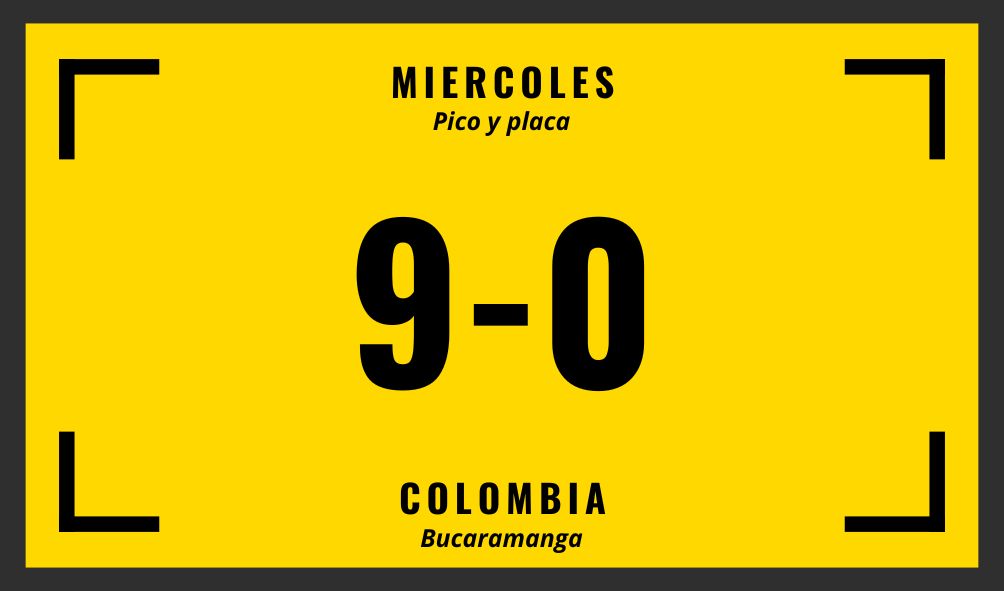 MIERCOLES
Pico y placa
9-0
COLOMBIA
Bucaramanga